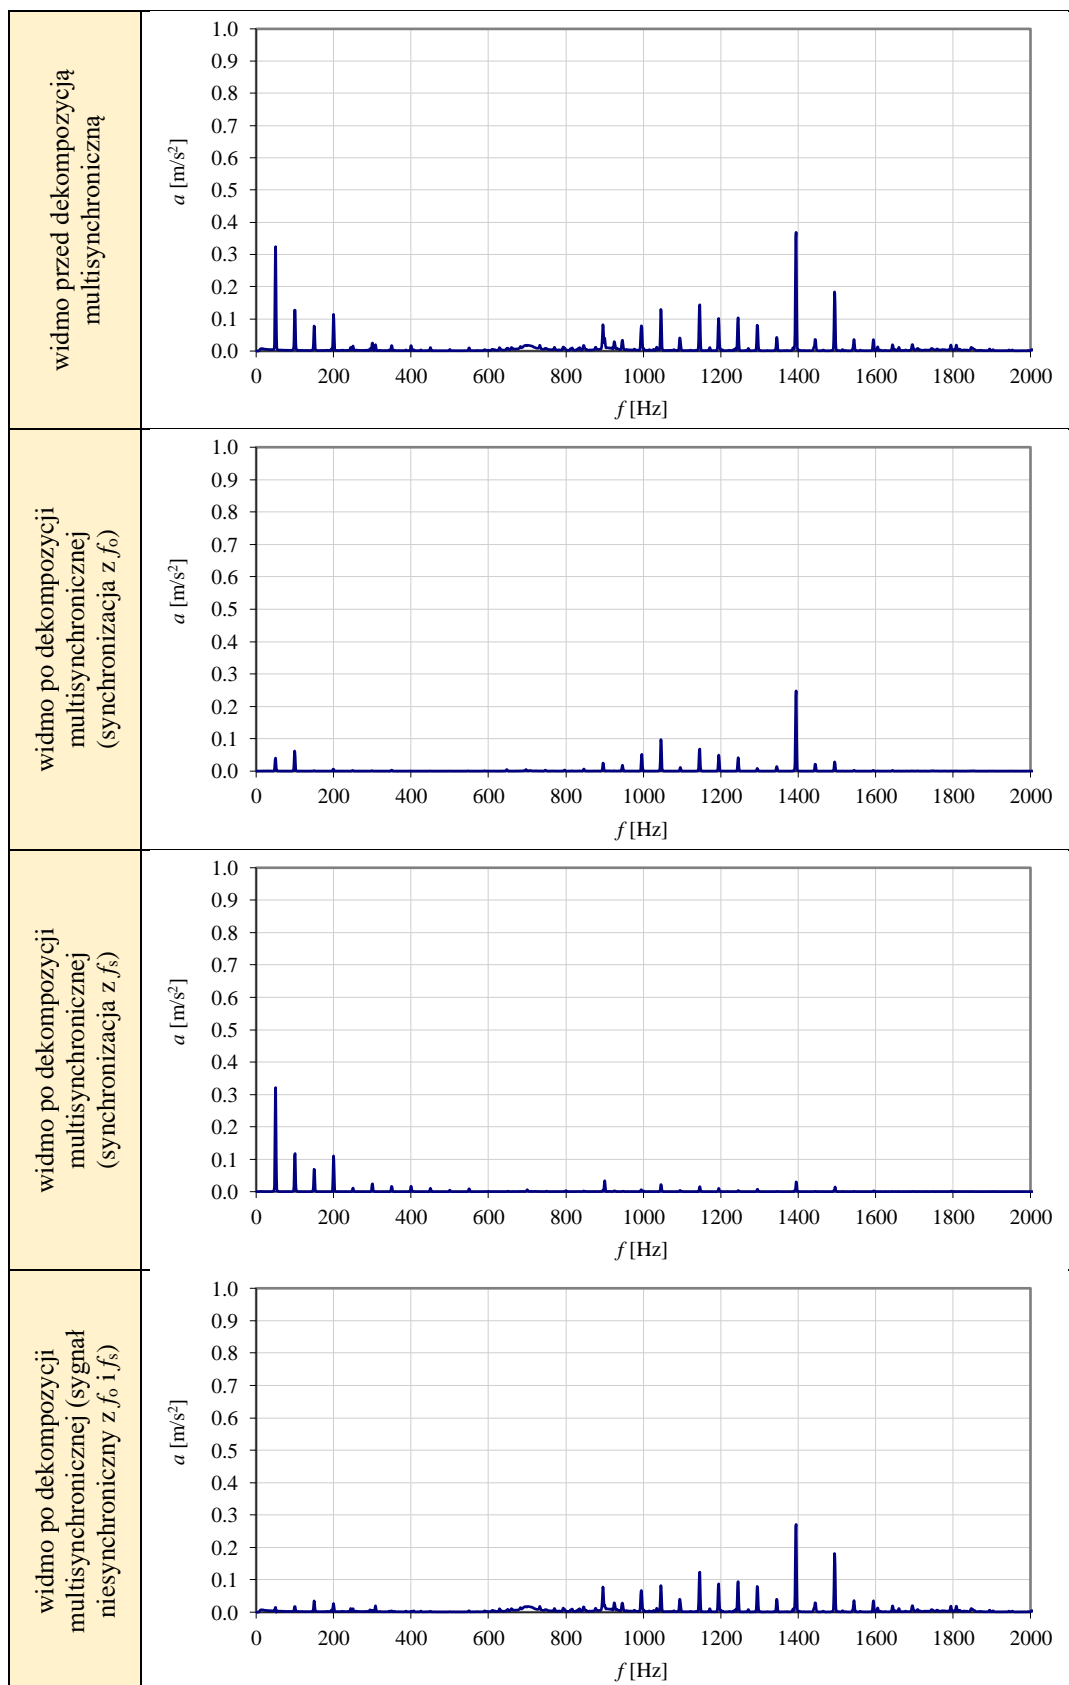 widmo przed dekompozycją
multisynchroniczną
1.0
0.9
0.8
0.7
0.6
0.5
0.4
0.3
0.2
0.1
0.0
a [m/s²]
0 200 400 600 800 1000 1200 1400 1600 1800 2000
f [Hz]
widmo po dekompozycji
multisynchronicznej
(synchronizacja z fo)
1.0
0.9
0.8
0.7
0.6
0.5
0.4
0.3
0.2
0.1
0.0
a [m/s²]
0 200 400 600 800 1000 1200 1400 1600 1800 2000
f [Hz]
widmo po dekompozycji
multisynchronicznej
(synchronizacja z fs)
1.0
0.9
0.8
0.7
0.6
0.5
0.4
0.3
0.2
0.1
0.0
a [m/s²]
0 200 400 600 800 1000 1200 1400 1600 1800 2000
f [Hz]
widmo po dekompozycji
multisynchronicznej (sygnał
niesynchroniczny z fo i fs)
1.0
0.9
0.8
0.7
0.6
0.5
0.4
0.3
0.2
0.1
0.0
a [m/s²]
0 200 400 600 800 1000 1200 1400 1600 1800 2000
f [Hz]